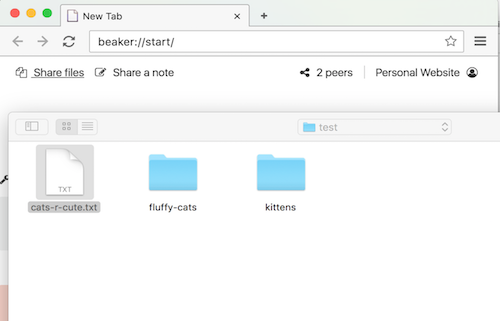 New Tab
beaker://start/
Share files Share a note 2 peers Personal Website
test
TXT
cats-r-cute.txt fluffy-cats kittens